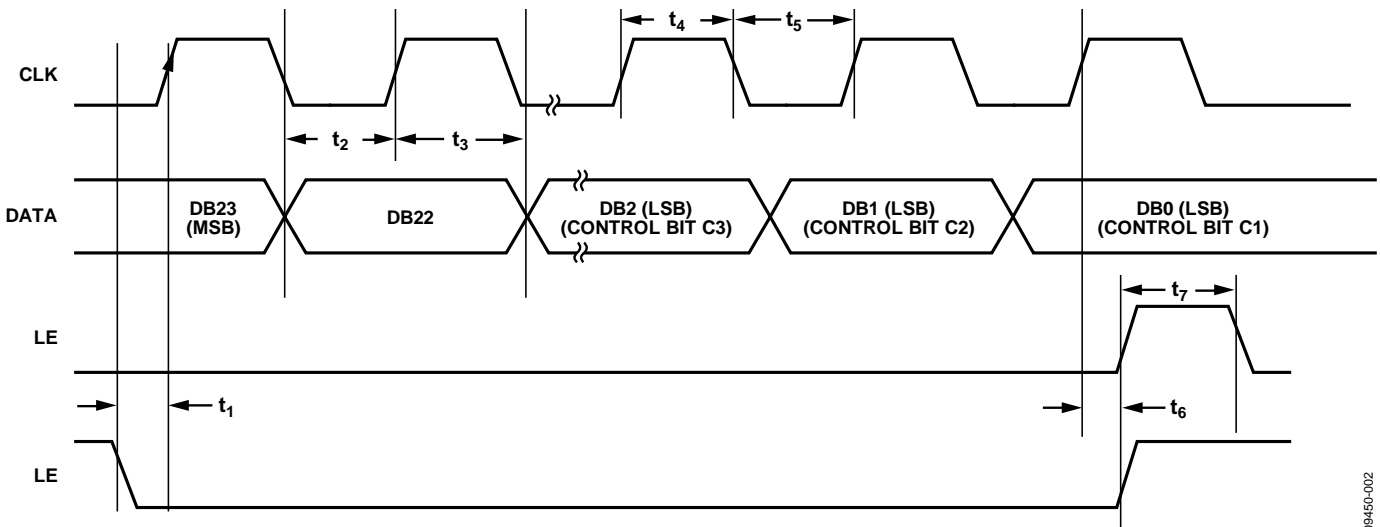 t4
t5
CLK
t2
t3
DATA
DB23
(MSB)
DB22
DB2 (LSB)
(CONTROL BIT C3)
DB1 (LSB)
(CONTROL BIT C2)
DB0 (LSB)
(CONTROL BIT C1)
t7
LE
t1
t6
LE
09450-002